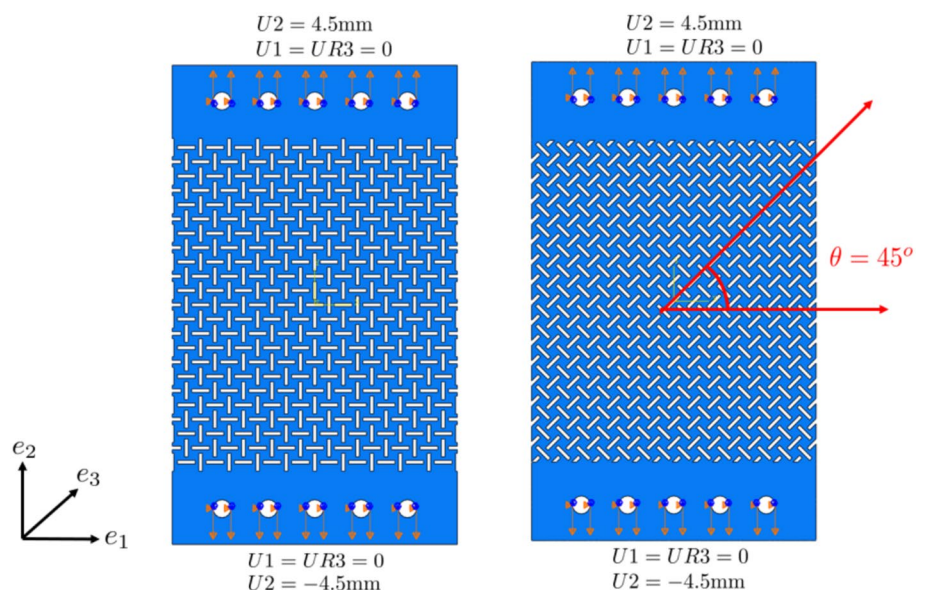 U2 = 4.5mm
U1 = UR3 = 0
U2 = 4.5mm
U1 = UR3 = 0
θ = 45°
e₂
e₃
e₁
U1 = UR3 = 0
U2 = −4.5mm
U1 = UR3 = 0
U2 = −4.5mm